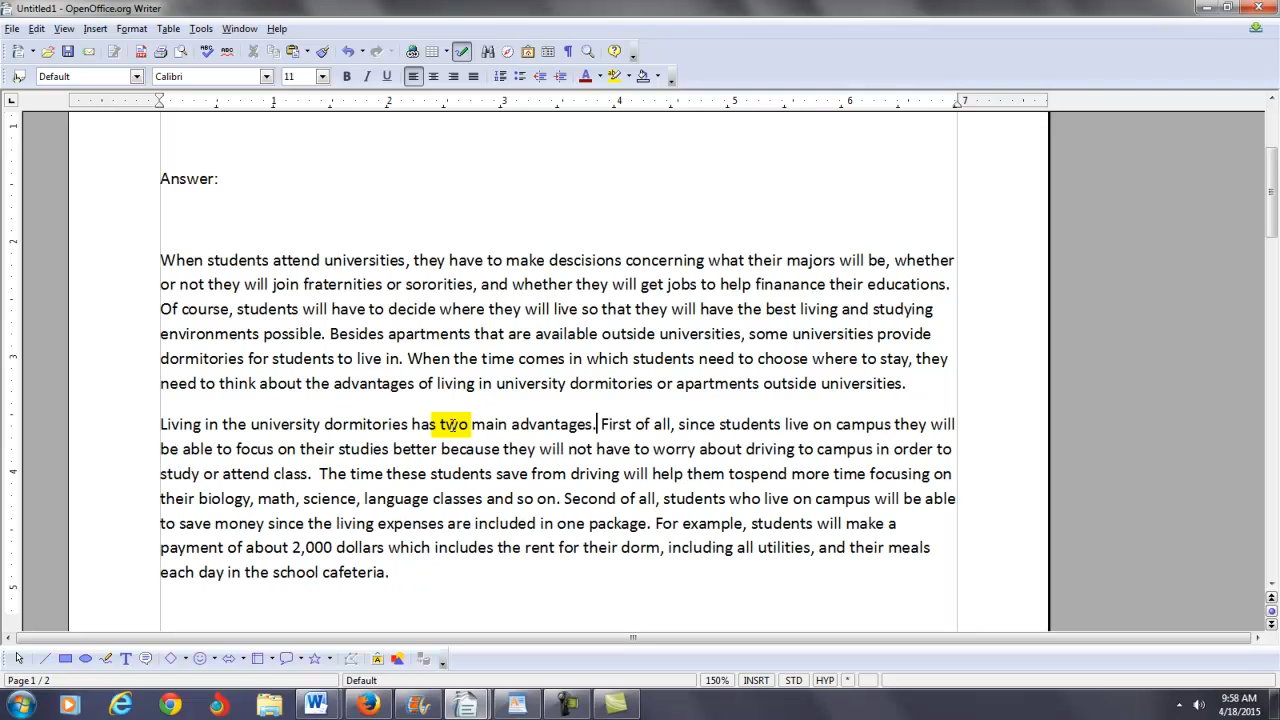 Untitled1 - OpenOffice.org Writer
File Edit View Insert Format Table Tools Window Help
Default Calibri 11
1 2 3 4 5 6 7
Answer:
When students attend universities, they have to make descisions concerning what their majors will be, whether
or not they will join fraternities or sororities, and whether they will get jobs to help finanance their educations.
Of course, students will have to decide where they will live so that they will have the best living and studying
environments possible. Besides apartments that are available outside universities, some universities provide
dormitories for students to live in. When the time comes in which students need to choose where to stay, they
need to think about the advantages of living in university dormitories or apartments outside universities.
Living in the university dormitories has two main advantages. First of all, since students live on campus they will
be able to focus on their studies better because they will not have to worry about driving to campus in order to
study or attend class.  The time these students save from driving will help them tospend more time focusing on
their biology, math, science, language classes and so on. Second of all, students who live on campus will be able
to save money since the living expenses are included in one package. For example, students will make a
payment of about 2,000 dollars which includes the rent for their dorm, including all utilities, and their meals
each day in the school cafeteria.
Page 1 / 2 Default 150% INSRT STD HYP *
9:58 AM
4/18/2015